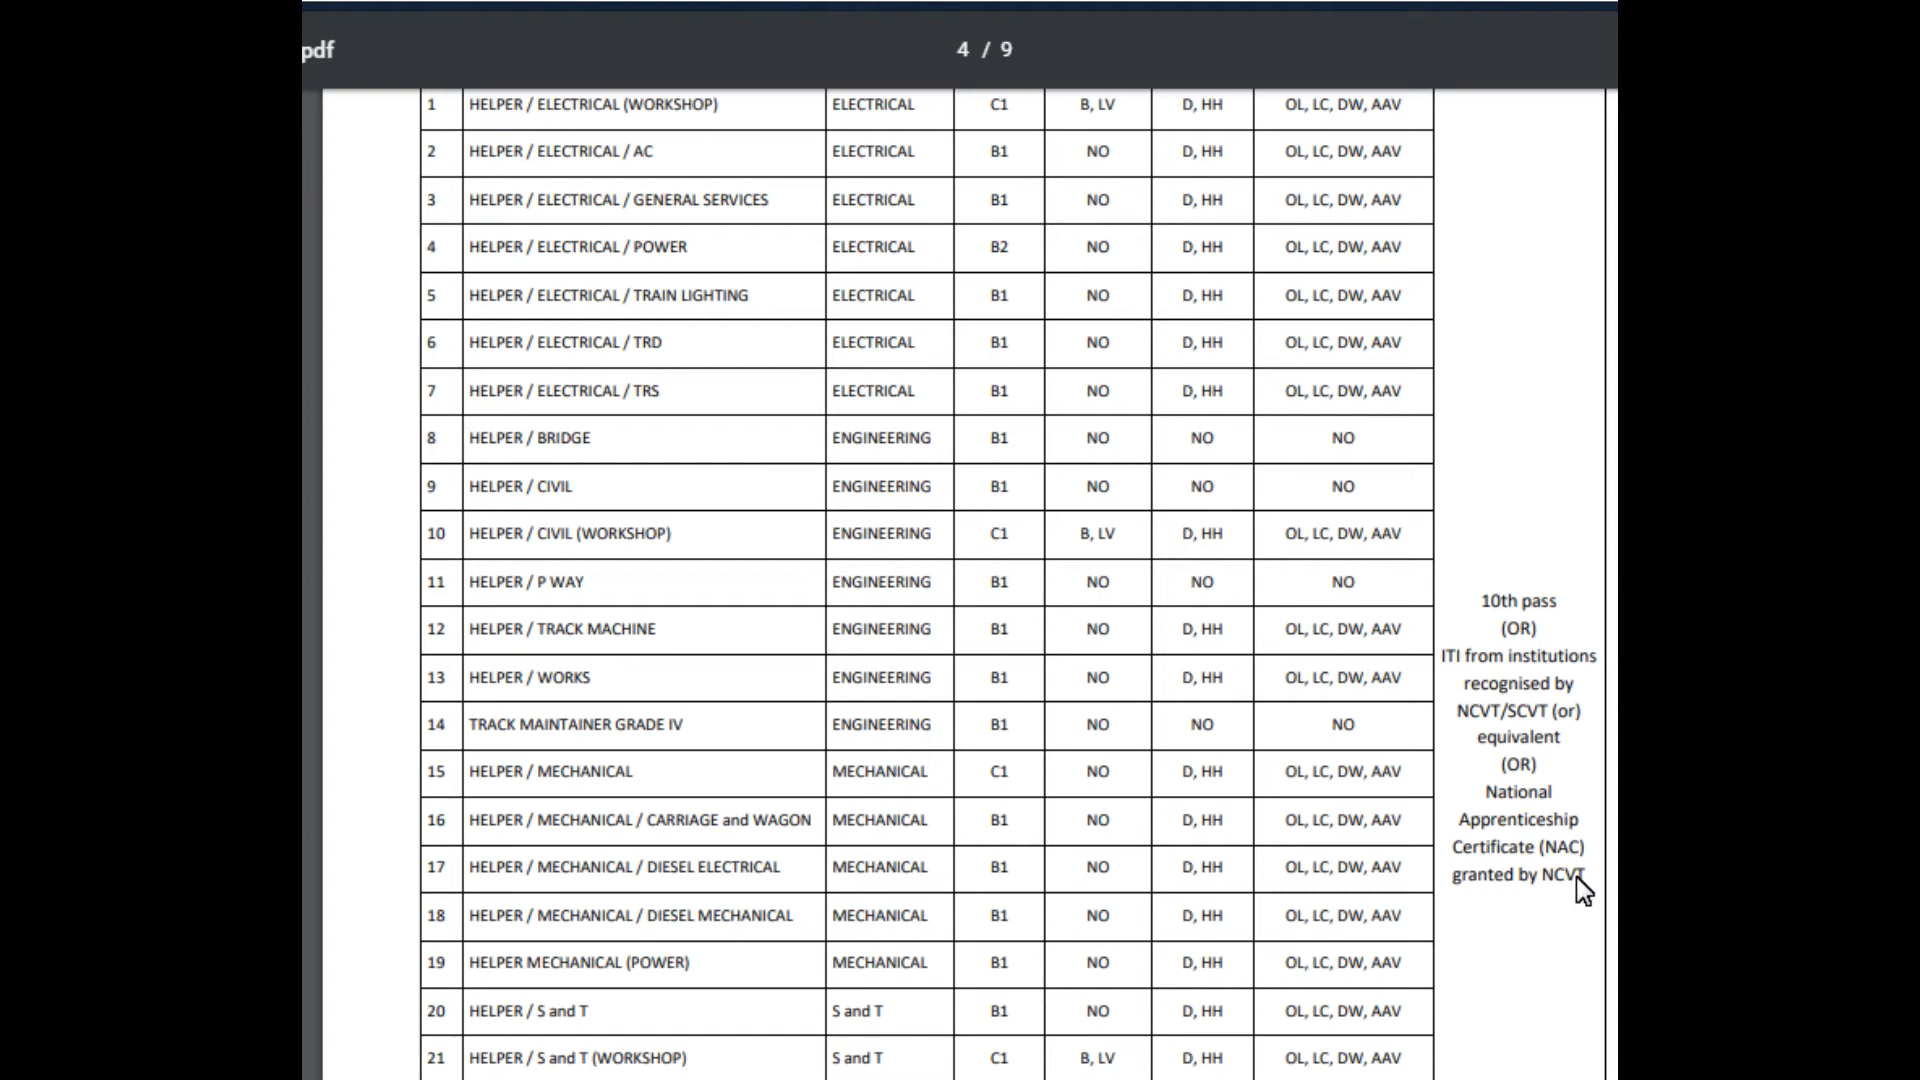 pdf
4 / 9
1 HELPER / ELECTRICAL (WORKSHOP) ELECTRICAL C1 B, LV D, HH OL, LC, DW, AAV
2 HELPER / ELECTRICAL / AC ELECTRICAL B1 NO D, HH OL, LC, DW, AAV
3 HELPER / ELECTRICAL / GENERAL SERVICES ELECTRICAL B1 NO D, HH OL, LC, DW, AAV
4 HELPER / ELECTRICAL / POWER ELECTRICAL B2 NO D, HH OL, LC, DW, AAV
5 HELPER / ELECTRICAL / TRAIN LIGHTING ELECTRICAL B1 NO D, HH OL, LC, DW, AAV
6 HELPER / ELECTRICAL / TRD ELECTRICAL B1 NO D, HH OL, LC, DW, AAV
7 HELPER / ELECTRICAL / TRS ELECTRICAL B1 NO D, HH OL, LC, DW, AAV
8 HELPER / BRIDGE ENGINEERING B1 NO NO NO
9 HELPER / CIVIL ENGINEERING B1 NO NO NO
10 HELPER / CIVIL (WORKSHOP) ENGINEERING C1 B, LV D, HH OL, LC, DW, AAV
11 HELPER / P WAY ENGINEERING B1 NO NO NO
12 HELPER / TRACK MACHINE ENGINEERING B1 NO D, HH OL, LC, DW, AAV
13 HELPER / WORKS ENGINEERING B1 NO D, HH OL, LC, DW, AAV
14 TRACK MAINTAINER GRADE IV ENGINEERING B1 NO NO NO
15 HELPER / MECHANICAL MECHANICAL C1 NO D, HH OL, LC, DW, AAV
16 HELPER / MECHANICAL / CARRIAGE and WAGON MECHANICAL B1 NO D, HH OL, LC, DW, AAV
17 HELPER / MECHANICAL / DIESEL ELECTRICAL MECHANICAL B1 NO D, HH OL, LC, DW, AAV
18 HELPER / MECHANICAL / DIESEL MECHANICAL MECHANICAL B1 NO D, HH OL, LC, DW, AAV
19 HELPER MECHANICAL (POWER) MECHANICAL B1 NO D, HH OL, LC, DW, AAV
20 HELPER / S and T S and T B1 NO D, HH OL, LC, DW, AAV
21 HELPER / S and T (WORKSHOP) S and T C1 B, LV D, HH OL, LC, DW, AAV
10th pass
(OR)
ITI from institutions
recognised by
NCVT/SCVT (or)
equivalent
(OR)
National
Apprenticeship
Certificate (NAC)
granted by NCVT